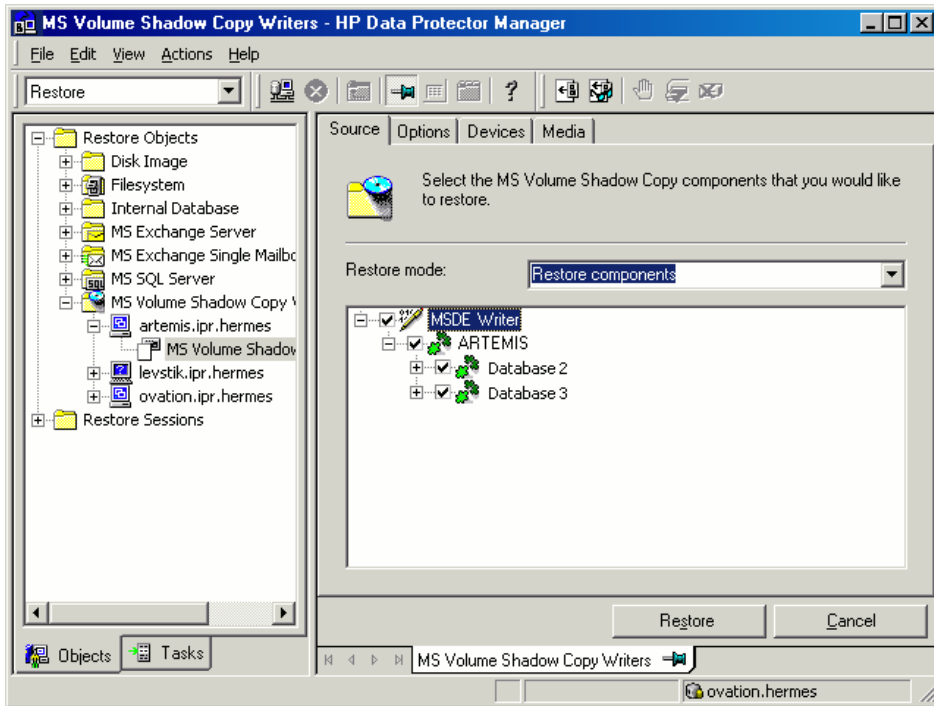 MS Volume Shadow Copy Writers - HP Data Protector Manager
File Edit View Actions Help
Restore
Restore Objects
Disk Image
Filesystem
Internal Database
MS Exchange Server
MS Exchange Single Mailbo
MS SQL Server
MS Volume Shadow Copy
artemis.ipr.hermes
MS Volume Shadow
levstik.ipr.hermes
ovation.ipr.hermes
Restore Sessions
Objects Tasks
Source Options Devices Media
Select the MS Volume Shadow Copy components that you would like
to restore.
Restore mode: Restore components
MSDE Writer
ARTEMIS
Database 2
Database 3
Restore Cancel
MS Volume Shadow Copy Writers
ovation.hermes